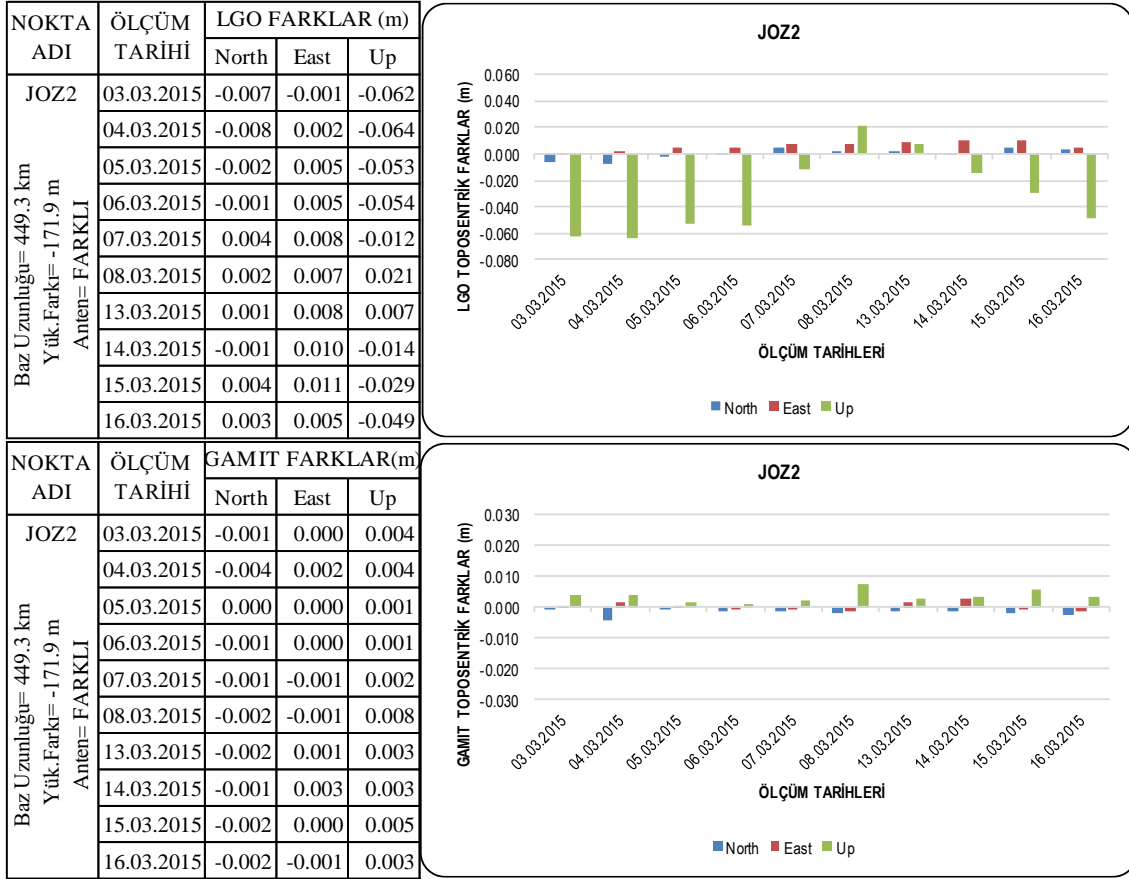 NOKTA ADI ÖLÇÜM TARİHİ LGO FARKLAR (m)
North East Up
JOZ2 03.03.2015 -0.007 -0.001 -0.062
04.03.2015 -0.008 0.002 -0.064
05.03.2015 -0.002 0.005 -0.053
06.03.2015 -0.001 0.005 -0.054
07.03.2015 0.004 0.008 -0.012
08.03.2015 0.002 0.007 0.021
13.03.2015 0.001 0.008 0.007
14.03.2015 -0.001 0.010 -0.014
15.03.2015 0.004 0.011 -0.029
16.03.2015 0.003 0.005 -0.049
Baz Uzunluğu= 449.3 km
Yük.Farkı= -171.9 m
Anten= FARKLI
JOZ2
LGO TOPOSENTRİK FARKLAR (m)
0.060
0.040
0.020
0.000
-0.020
-0.040
-0.060
-0.080
03.03.2015 04.03.2015 05.03.2015 06.03.2015 07.03.2015 08.03.2015 13.03.2015 14.03.2015 15.03.2015 16.03.2015
ÖLÇÜM TARİHLERİ
North East Up
NOKTA ADI ÖLÇÜM TARİHİ GAMIT FARKLAR(m)
North East Up
JOZ2 03.03.2015 -0.001 0.000 0.004
04.03.2015 -0.004 0.002 0.004
05.03.2015 0.000 0.000 0.001
06.03.2015 -0.001 0.000 0.001
07.03.2015 -0.001 -0.001 0.002
08.03.2015 -0.002 -0.001 0.008
13.03.2015 -0.002 0.001 0.003
14.03.2015 -0.001 0.003 0.003
15.03.2015 -0.002 0.000 0.005
16.03.2015 -0.002 -0.001 0.003
Baz Uzunluğu= 449.3 km
Yük.Farkı= -171.9 m
Anten= FARKLI
JOZ2
GAMIT TOPOSENTRİK FARKLAR (m)
0.030
0.020
0.010
0.000
-0.010
-0.020
-0.030
03.03.2015 04.03.2015 05.03.2015 06.03.2015 07.03.2015 08.03.2015 13.03.2015 14.03.2015 15.03.2015 16.03.2015
ÖLÇÜM TARİHLERİ
North East Up